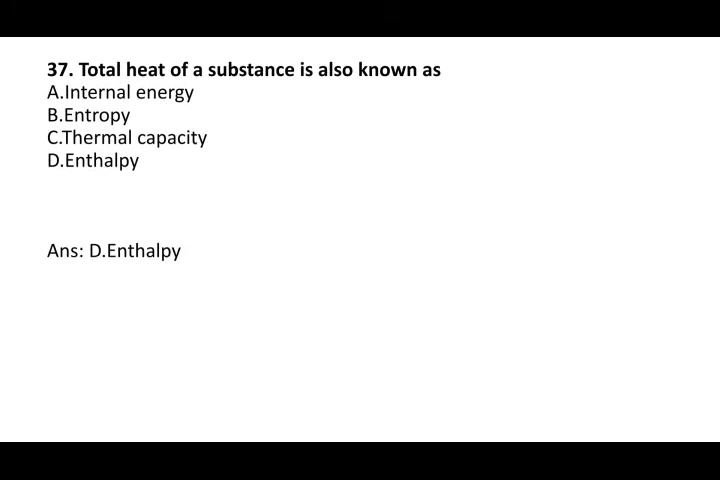 37. Total heat of a substance is also known as
A.Internal energy
B.Entropy
C.Thermal capacity
D.Enthalpy
Ans: D.Enthalpy